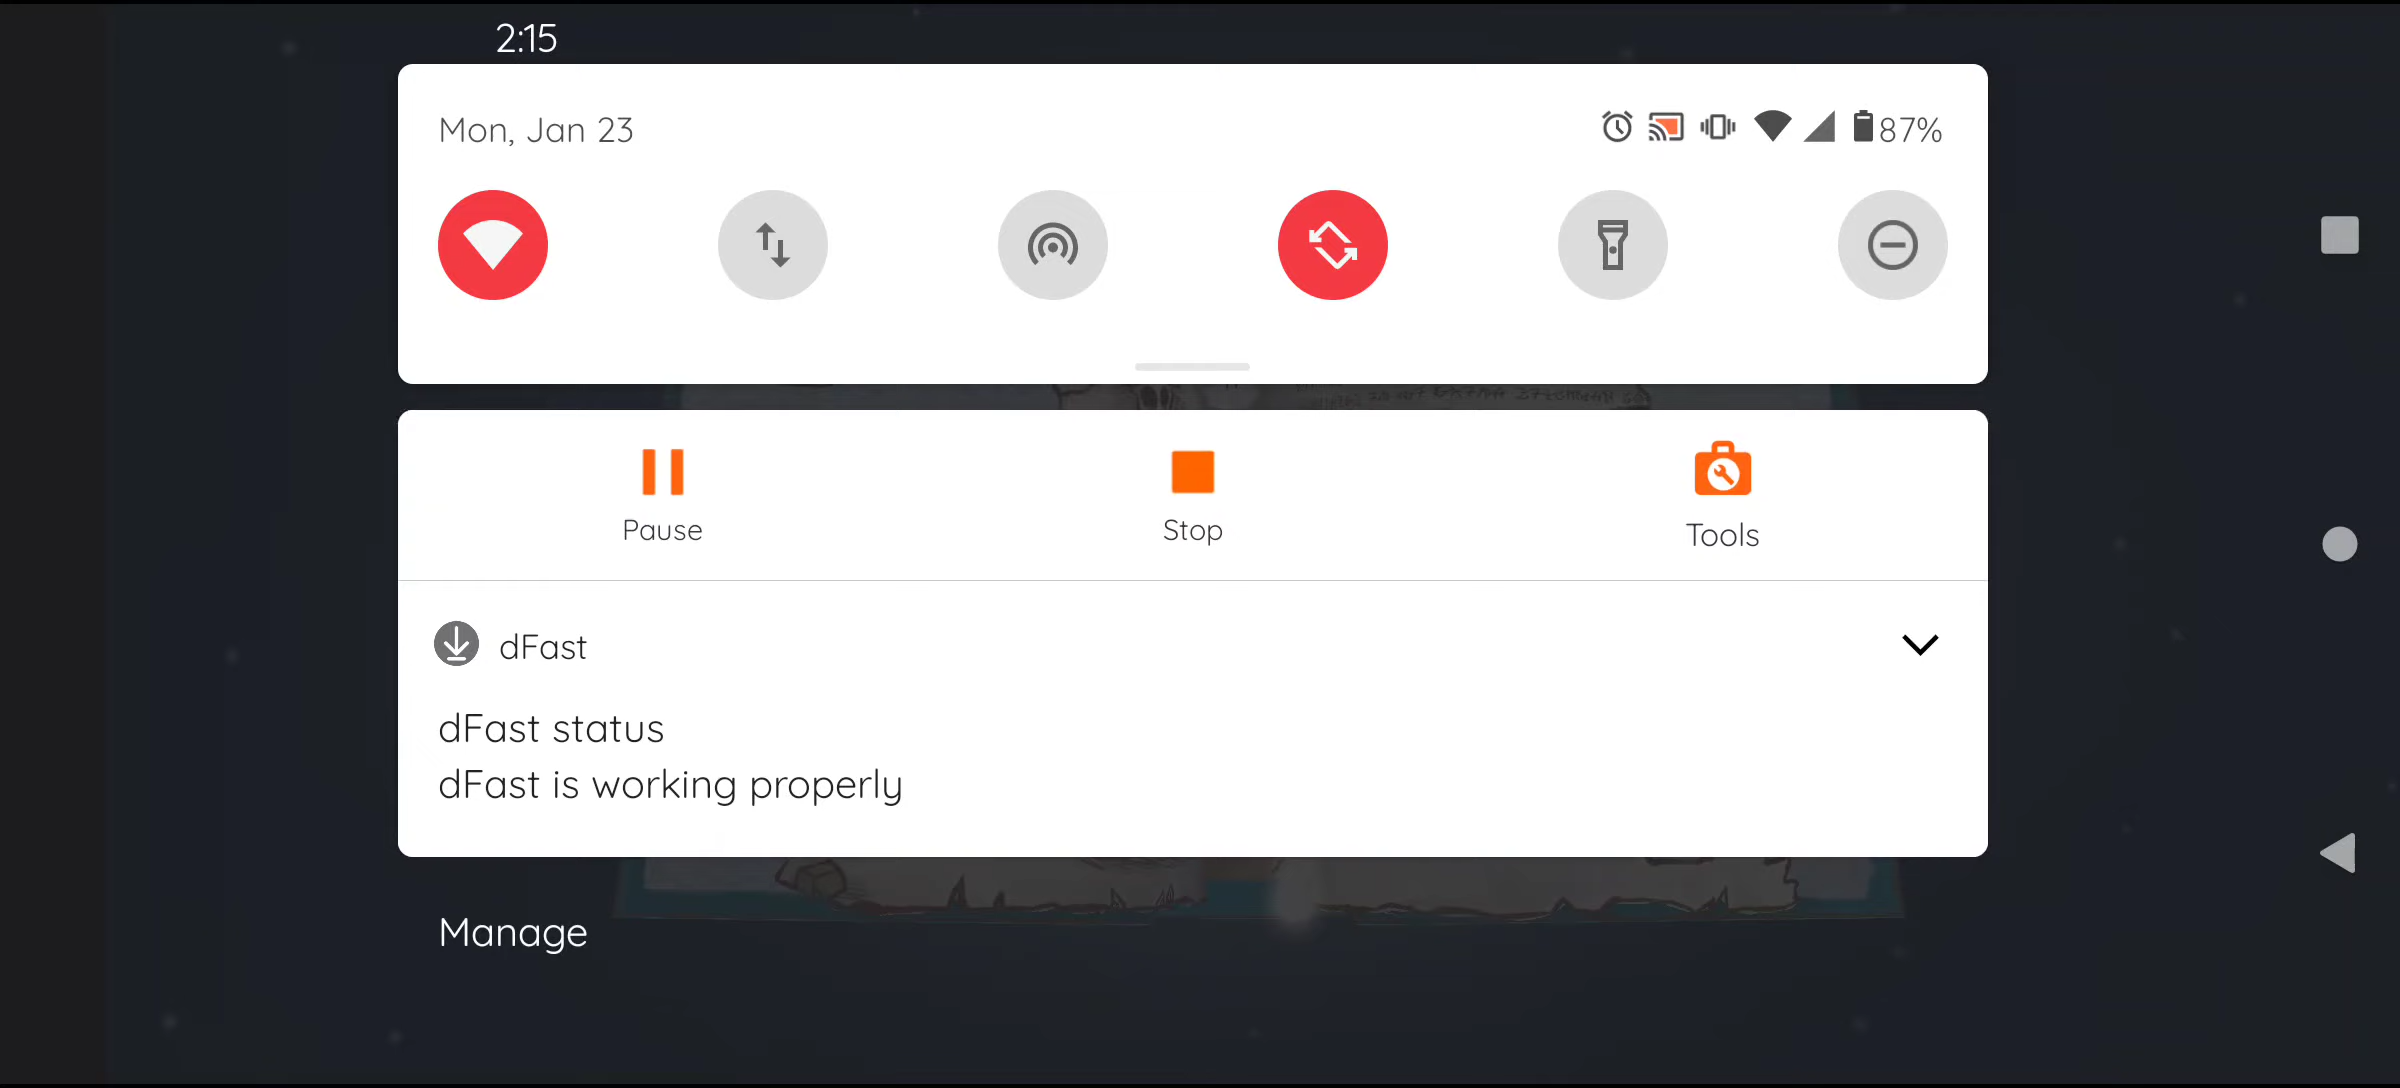 2:15
Mon, Jan 23
87%
Pause
Stop
Tools
dFast
dFast status
dFast is working properly
Manage